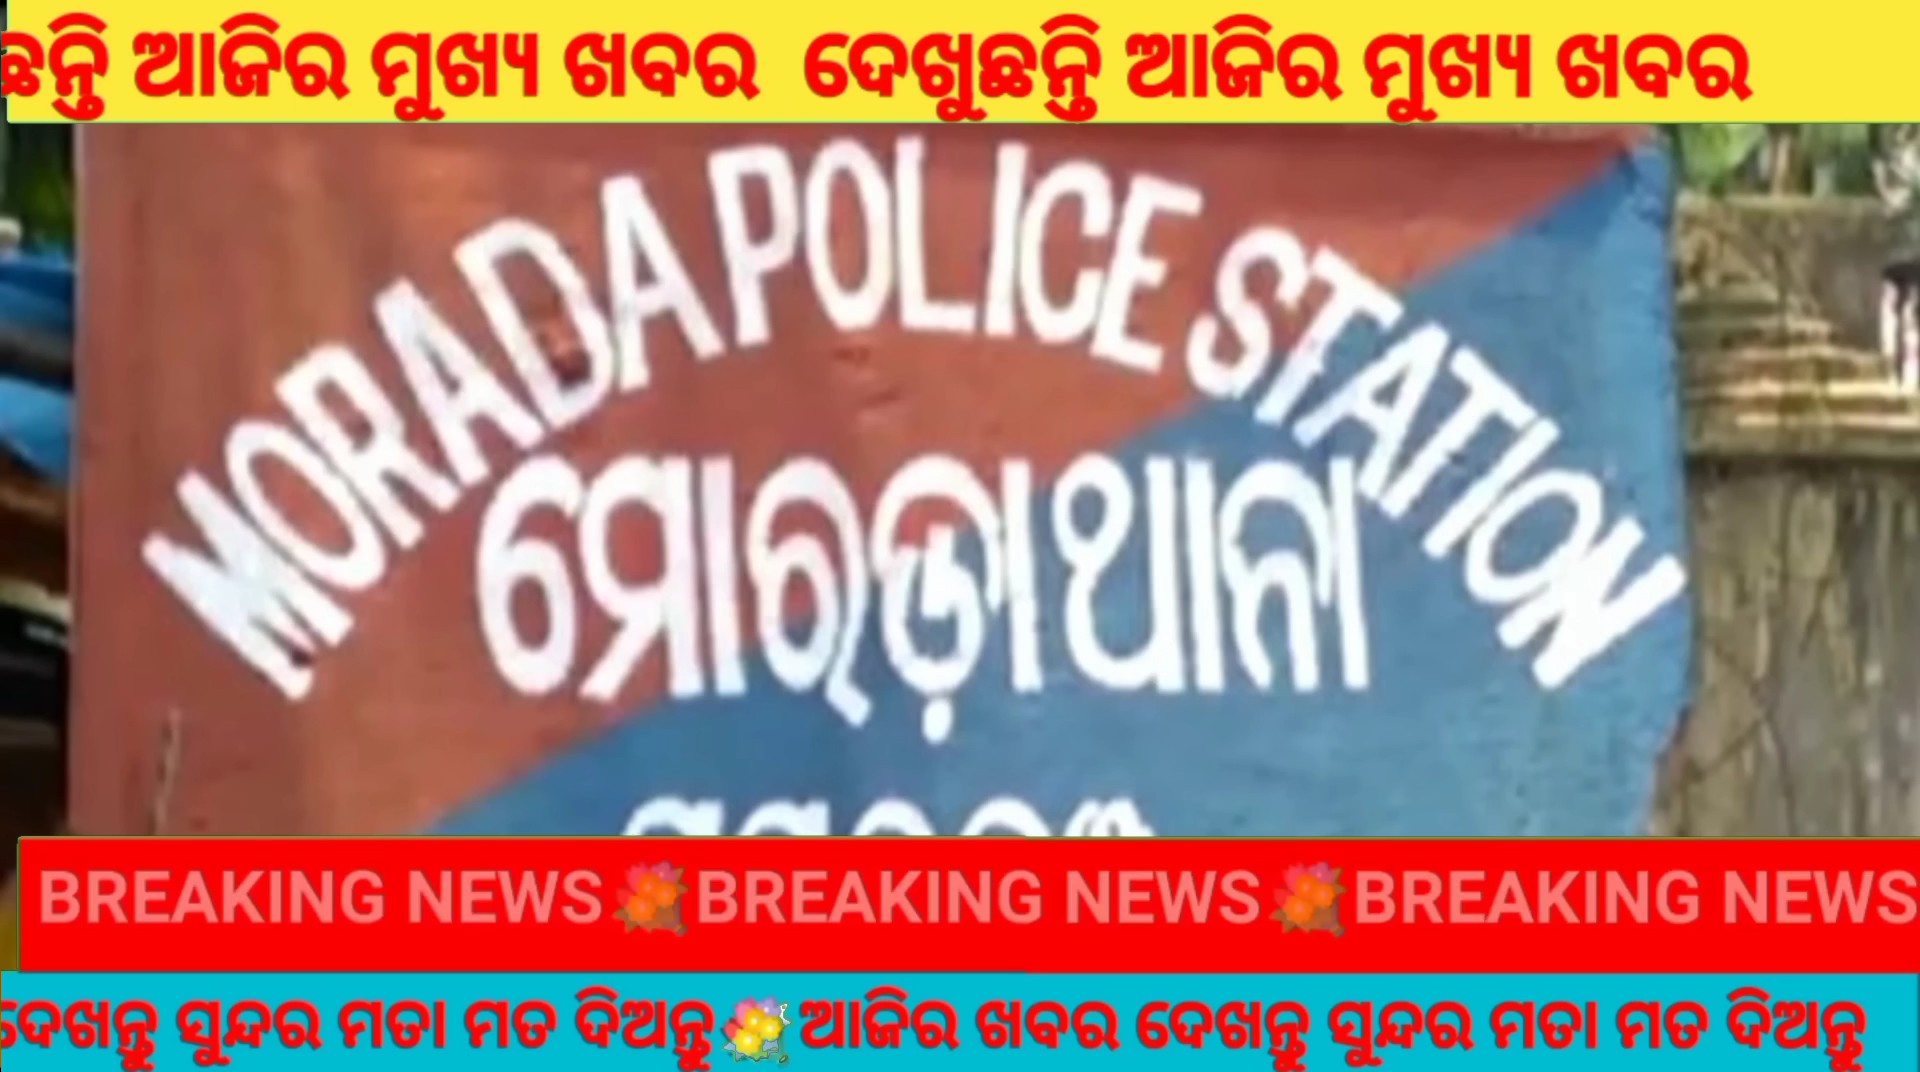 ଛନ୍ତି ଆଜିର ମୁଖ୍ୟ ଖବର ଦେଖୁଛନ୍ତି ଆଜିର ମୁଖ୍ୟ ଖବର
MORADA POLICE STATION
ମୋରଡ଼ା ଥାନା
BREAKING NEWS💐BREAKING NEWS💐BREAKING NEWS
ଦେଖନ୍ତୁ ସୁନ୍ଦର ମତା ମତ ଦିଅନ୍ତୁ💐ଆଜିର ଖବର ଦେଖନ୍ତୁ ସୁନ୍ଦର ମତା ମତ ଦିଅନ୍ତୁ